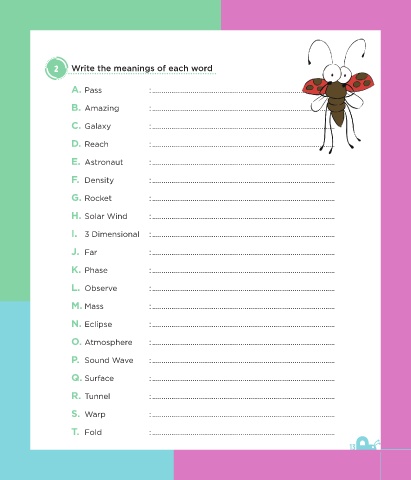 2 Write the meanings of each word
A. Pass :
B. Amazing :
C. Galaxy :
D. Reach :
E. Astronaut :
F. Density :
G. Rocket :
H. Solar Wind :
I. 3 Dimensional :
J. Far :
K. Phase :
L. Observe :
M. Mass :
N. Eclipse :
O. Atmosphere :
P. Sound Wave :
Q. Surface :
R. Tunnel :
S. Warp :
T. Fold :